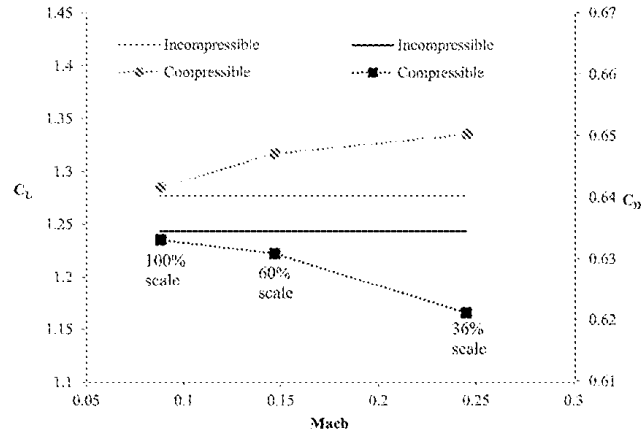 1.45 0.67
Incompressible Incompressible
Compressible Compressible
1.4 0.66
1.35 0.65
1.3
C_L 0.64 C_D
1.25 0.63
100% scale
60% scale
1.2
0.62
1.15
36% scale
1.1 0.61
0.05 0.1 0.15 0.2 0.25 0.3
Mach